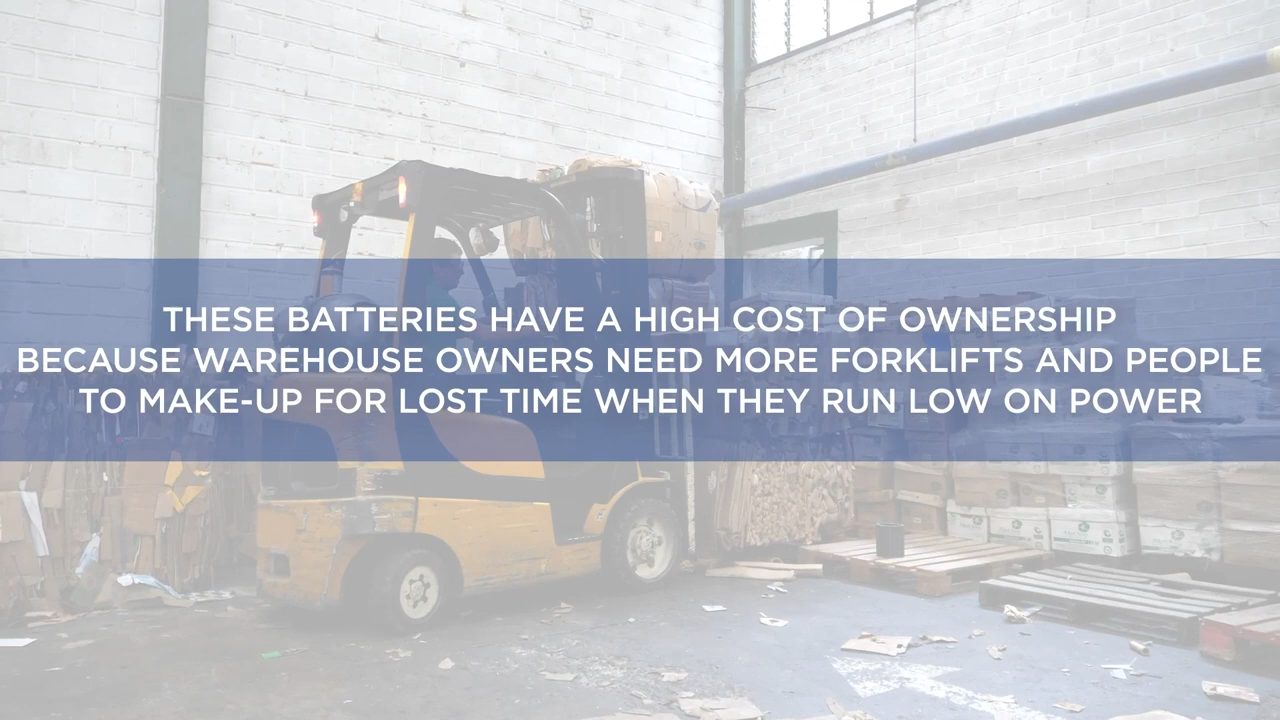 THESE BATTERIES HAVE A HIGH COST OF OWNERSHIP
BECAUSE WAREHOUSE OWNERS NEED MORE FORKLIFTS AND PEOPLE
TO MAKE-UP FOR LOST TIME WHEN THEY RUN LOW ON POWER